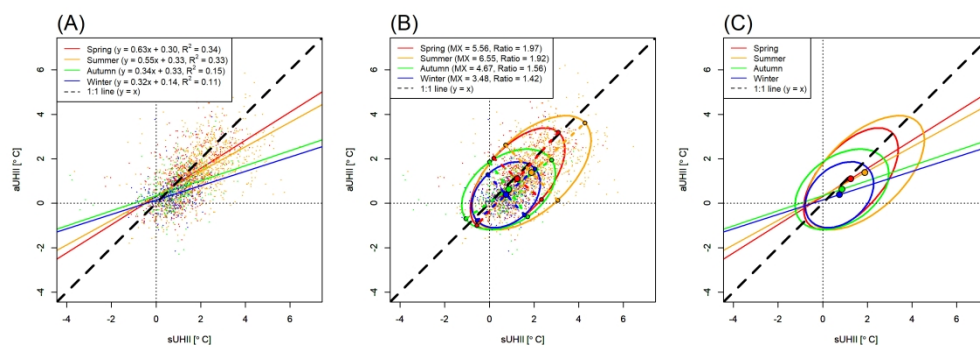 (A)
Spring (y = 0.63x + 0.30, R² = 0.34)
Summer (y = 0.55x + 0.33, R² = 0.33)
Autumn (y = 0.34x + 0.33, R² = 0.15)
Winter (y = 0.32x + 0.14, R² = 0.11)
1:1 line (y = x)
aUHII [° C]
6
4
2
0
-2
-4
-4 -2 0 2 4 6
sUHII [° C]
(B)
Spring (MX = 5.56, Ratio = 1.97)
Summer (MX = 6.55, Ratio = 1.92)
Autumn (MX = 4.67, Ratio = 1.56)
Winter (MX = 3.48, Ratio = 1.42)
1:1 line (y = x)
aUHII [° C]
6
4
2
0
-2
-4
-4 -2 0 2 4 6
sUHII [° C]
(C)
Spring
Summer
Autumn
Winter
1:1 line (y = x)
aUHII [° C]
6
4
2
0
-2
-4
-4 -2 0 2 4 6
sUHII [° C]